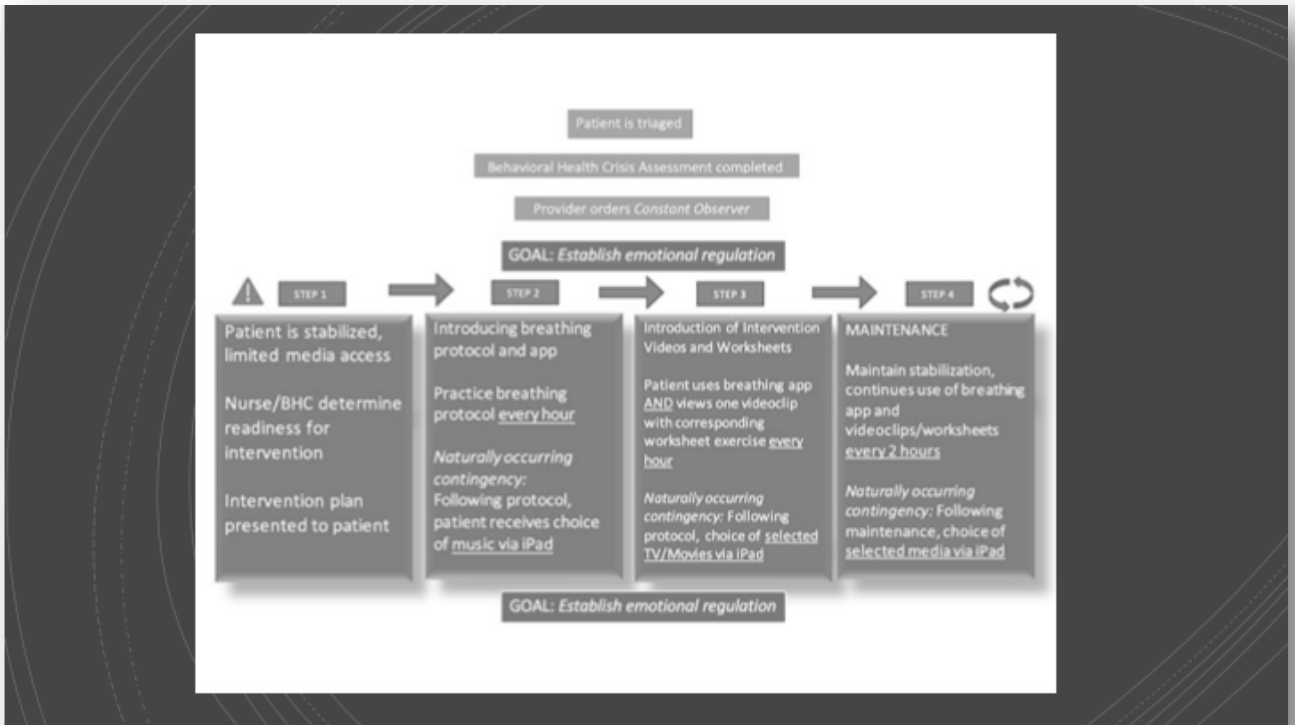 Patient is triaged
Behavioral Health Crisis Assessment completed
Provider orders Constant Observer
GOAL: Establish emotional regulation
STEP 1
Patient is stabilized,
limited media access
Nurse/BHC determine
readiness for
intervention
Intervention plan
presented to patient
STEP 2
Introducing breathing
protocol and app
Practice breathing
protocol every hour
Naturally occurring
contingency:
Following protocol,
patient receives choice
of music via iPad
STEP 3
Introduction of Intervention
Videos and Worksheets
Patient uses breathing app
AND views one videoclip
with corresponding
worksheet exercise every
hour
Naturally occurring
contingency: Following
protocol, choice of selected
TV/Movies via iPad
STEP 4
MAINTENANCE
Maintain stabilization,
continues use of breathing
app and
videoclips/worksheets
every 2 hours
Naturally occurring
contingency: Following
maintenance, choice of
selected media via iPad
GOAL: Establish emotional regulation